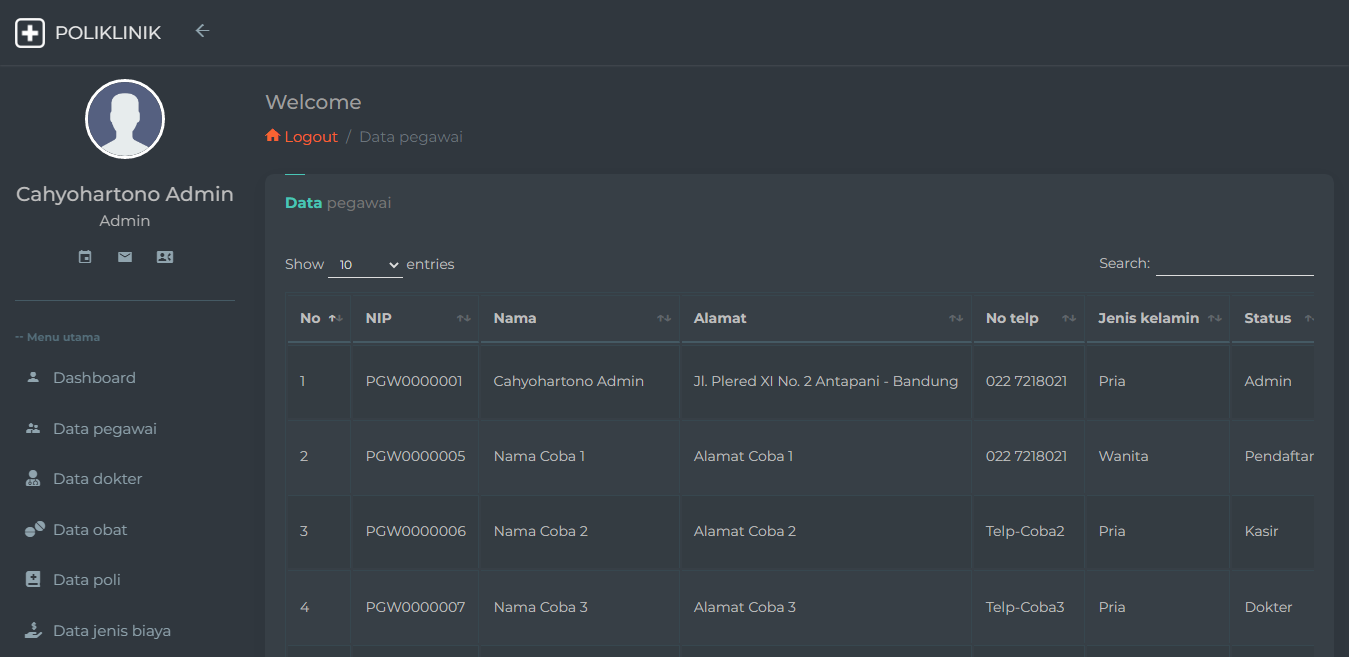 POLIKLINIK
Cahyohartono Admin
Admin
-- Menu utama
Dashboard
Data pegawai
Data dokter
Data obat
Data poli
Data jenis biaya
Welcome
Logout / Data pegawai
Data pegawai
Show 10 entries
Search:
No NIP Nama Alamat No telp Jenis kelamin Status
1 PGW0000001 Cahyohartono Admin Jl. Plered XI No. 2 Antapani - Bandung 022 7218021 Pria Admin
2 PGW0000005 Nama Coba 1 Alamat Coba 1 022 7218021 Wanita Pendaftar
3 PGW0000006 Nama Coba 2 Alamat Coba 2 Telp-Coba2 Pria Kasir
4 PGW0000007 Nama Coba 3 Alamat Coba 3 Telp-Coba3 Pria Dokter